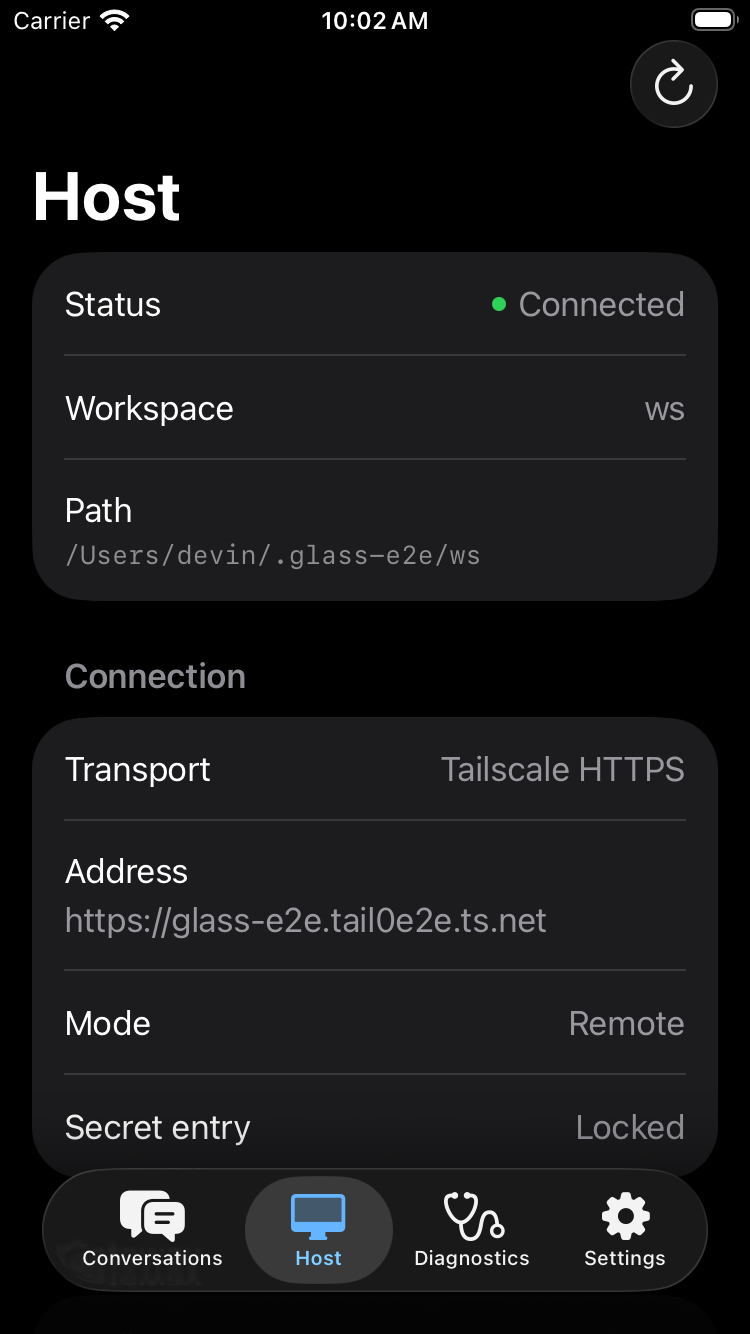 Carrier 10:02 AM
Host
Status Connected
Workspace ws
Path
/Users/devin/.glass-e2e/ws
Connection
Transport Tailscale HTTPS
Address
https://glass-e2e.tail0e2e.ts.net
Mode Remote
Secret entry Locked
Conversations Host Diagnostics Settings